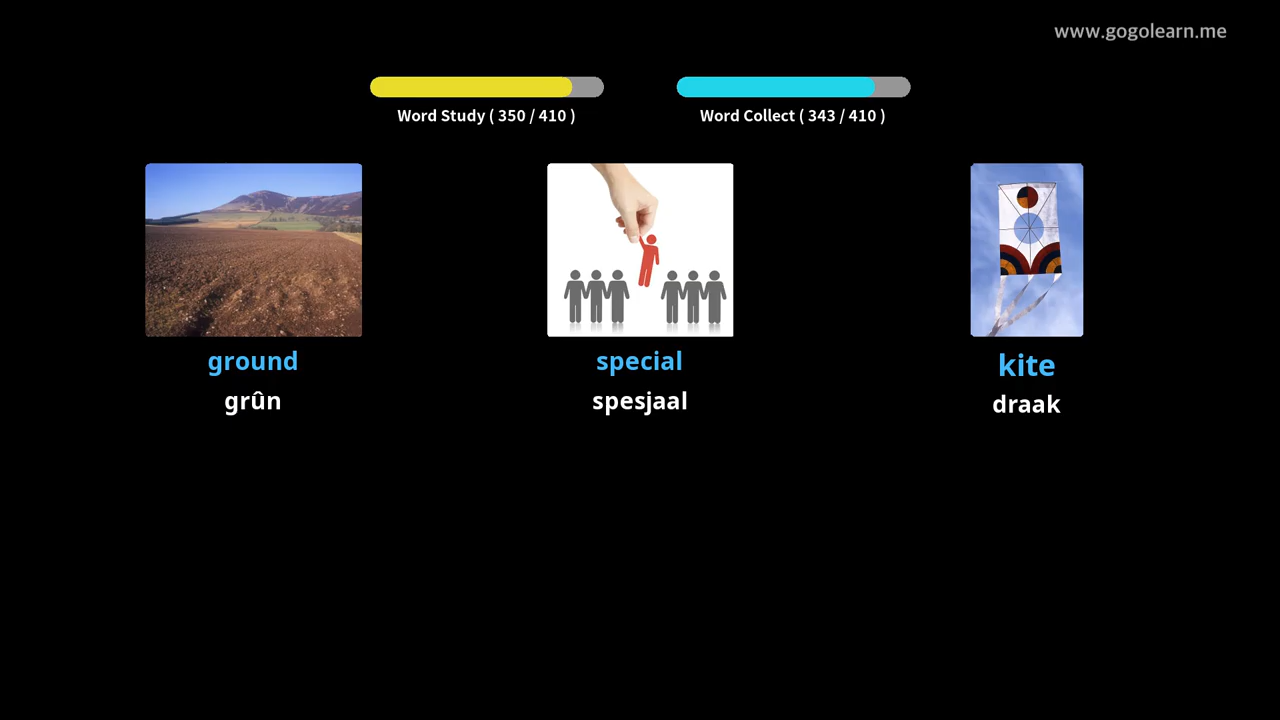 www.gogolearn.me
Word Study ( 350 / 410 )
Word Collect ( 343 / 410 )
ground
grûn
special
spesjaal
kite
draak